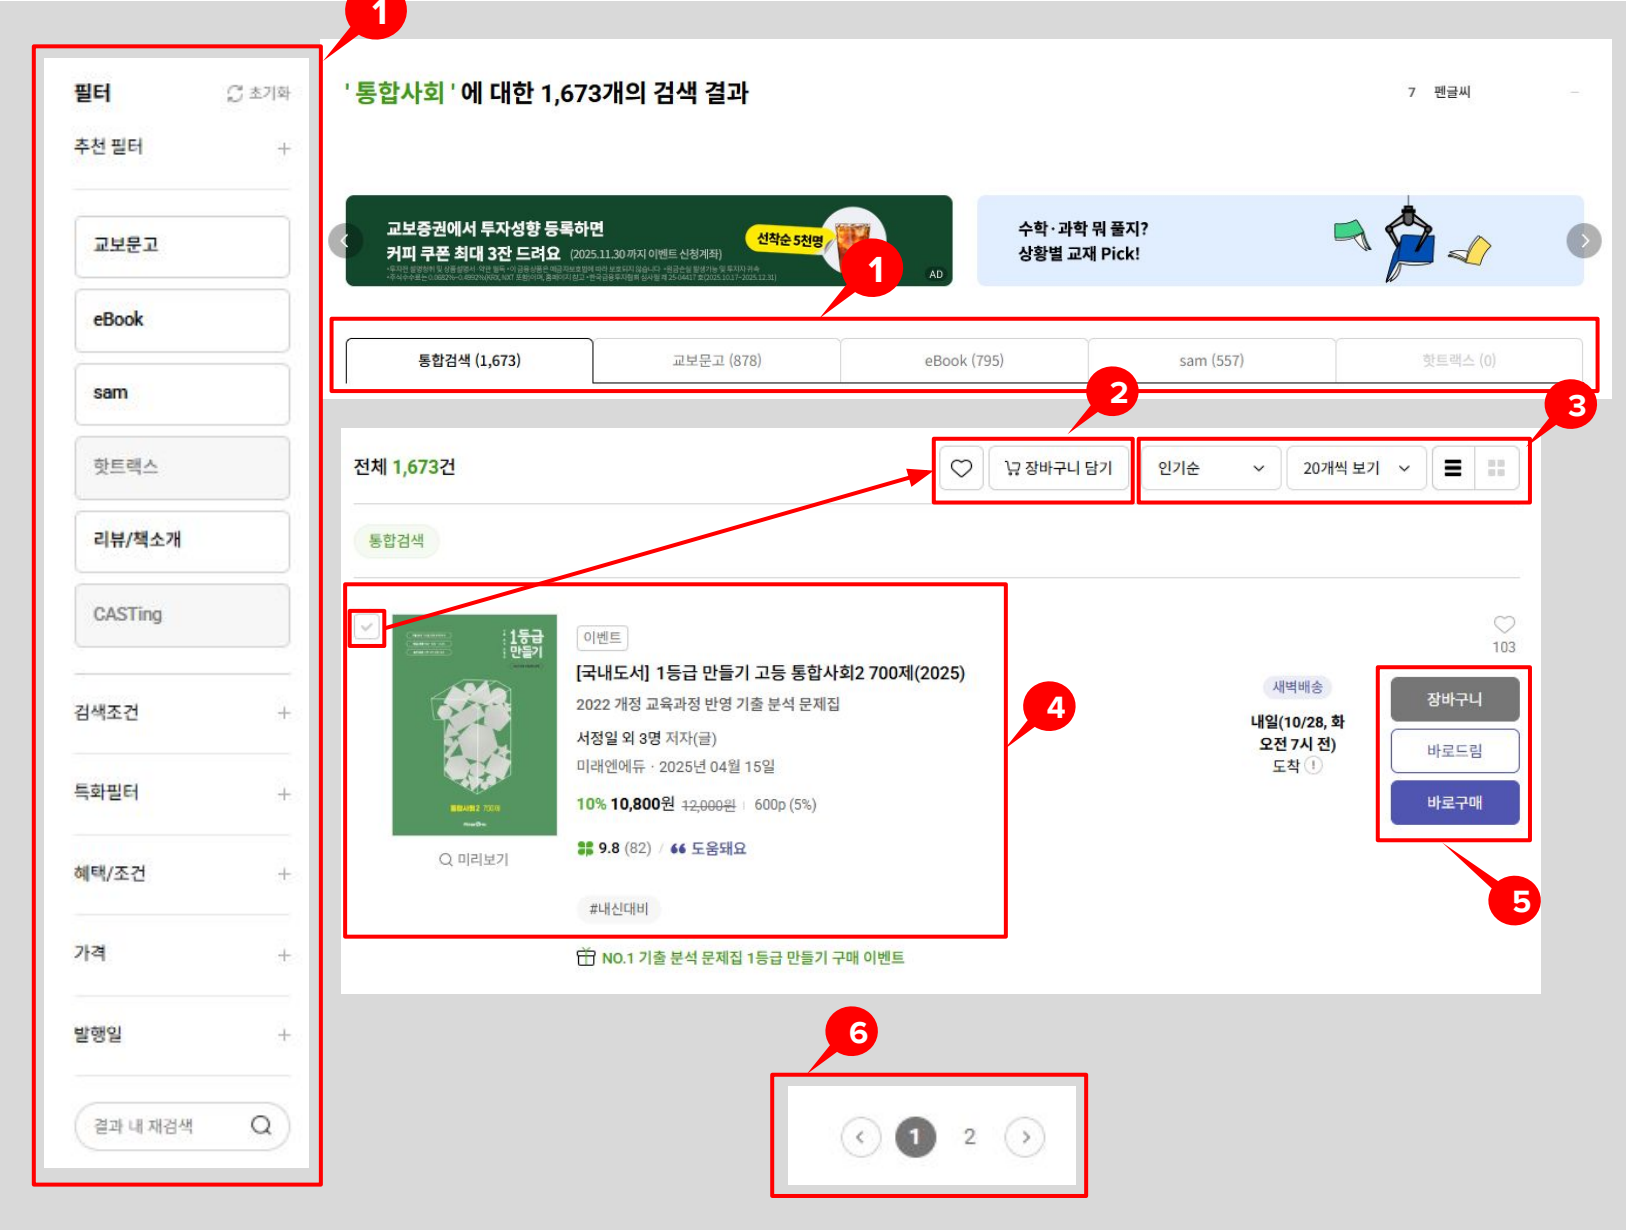 1
필터
초기화
추천 필터
교보문고
eBook
sam
핫트랙스
리뷰/책소개
CASTing
검색조건
특화필터
혜택/조건
가격
발행일
결과 내 재검색
' 통합사회 ' 에 대한 1,673개의 검색 결과
7 펜글씨
교보증권에서 투자성향 등록하면
커피 쿠폰 최대 3잔 드려요 (2025.11.30까지 이벤트 신청계좌)
선착순 5천명
AD
수학·과학 뭐 풀지?
상황별 교재 Pick!
1
통합검색 (1,673)
교보문고 (878)
eBook (795)
sam (557)
핫트랙스 (0)
2
3
전체 1,673건
장바구니 담기
인기순
20개씩 보기
통합검색
1등급
만들기
통합사회2 700제
미리보기
이벤트
[국내도서] 1등급 만들기 고등 통합사회2 700제(2025)
2022 개정 교육과정 반영 기출 분석 문제집
서정일 외 3명 저자(글)
미래엔에듀 · 2025년 04월 15일
10% 10,800원 12,000원 600p (5%)
9.8 (82) / 도움돼요
#내신대비
NO.1 기출 분석 문제집 1등급 만들기 구매 이벤트
4
새벽배송
내일(10/28, 화
오전 7시 전)
도착
103
장바구니
바로드림
바로구매
5
6
1 2